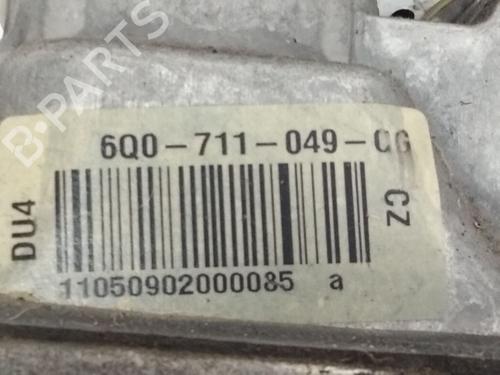 B-PARTS
6Q0-711-049-CG
DU4
CZ
11050902000085 a